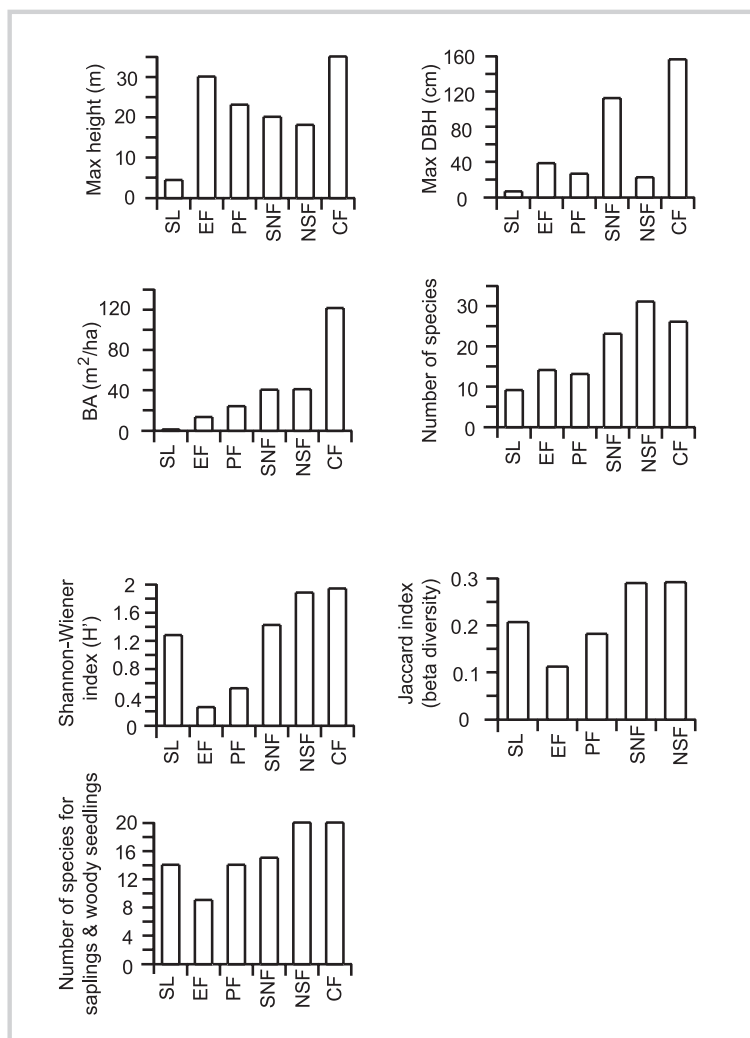 Max height (m)
30
20
10
0
SL EF PF SNF NSF CF
Max DBH (cm)
160
120
80
40
0
SL EF PF SNF NSF CF
BA (m²/ha)
120
80
40
0
SL EF PF SNF NSF CF
Number of species
30
20
10
0
SL EF PF SNF NSF CF
Shannon-Wiener
index (H')
2
1.6
1.2
0.8
0.4
0
SL EF PF SNF NSF CF
Jaccard index
(beta diversity)
0.3
0.2
0.1
0
SL EF PF SNF NSF
Number of species for
saplings & woody seedlings
20
16
12
8
4
0
SL EF PF SNF NSF CF